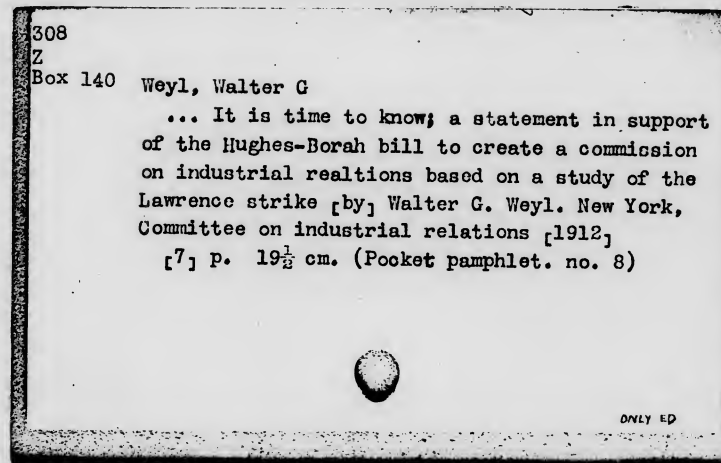 308
Z
Box 140 Weyl, Walter G
... It is time to know; a statement in support
of the Hughes-Borah bill to create a commission
on industrial realtions based on a study of the
Lawrence strike [by] Walter G. Weyl. New York,
Committee on industrial relations [1912]
[7] p. 19½ cm. (Pocket pamphlet. no. 8)
ONLY ED